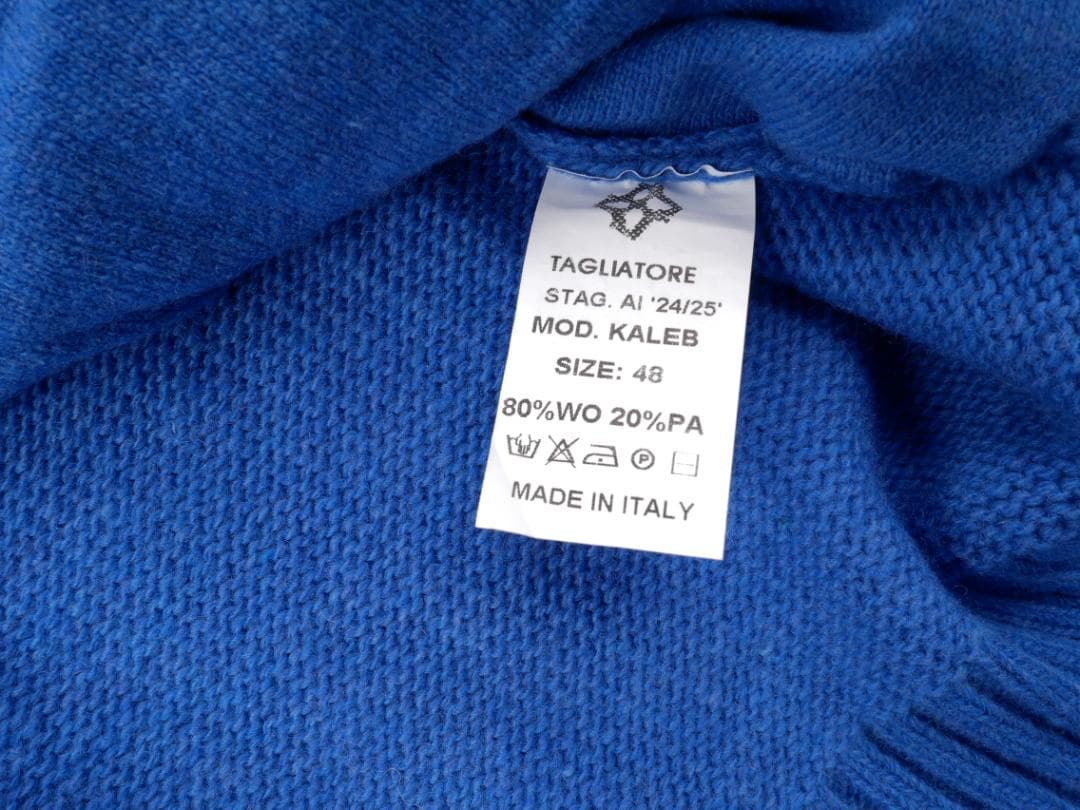 TAGLIATORE
STAG. AI '24/25'
MOD. KALEB
SIZE: 48
80%WO 20%PA
P
MADE IN ITALY